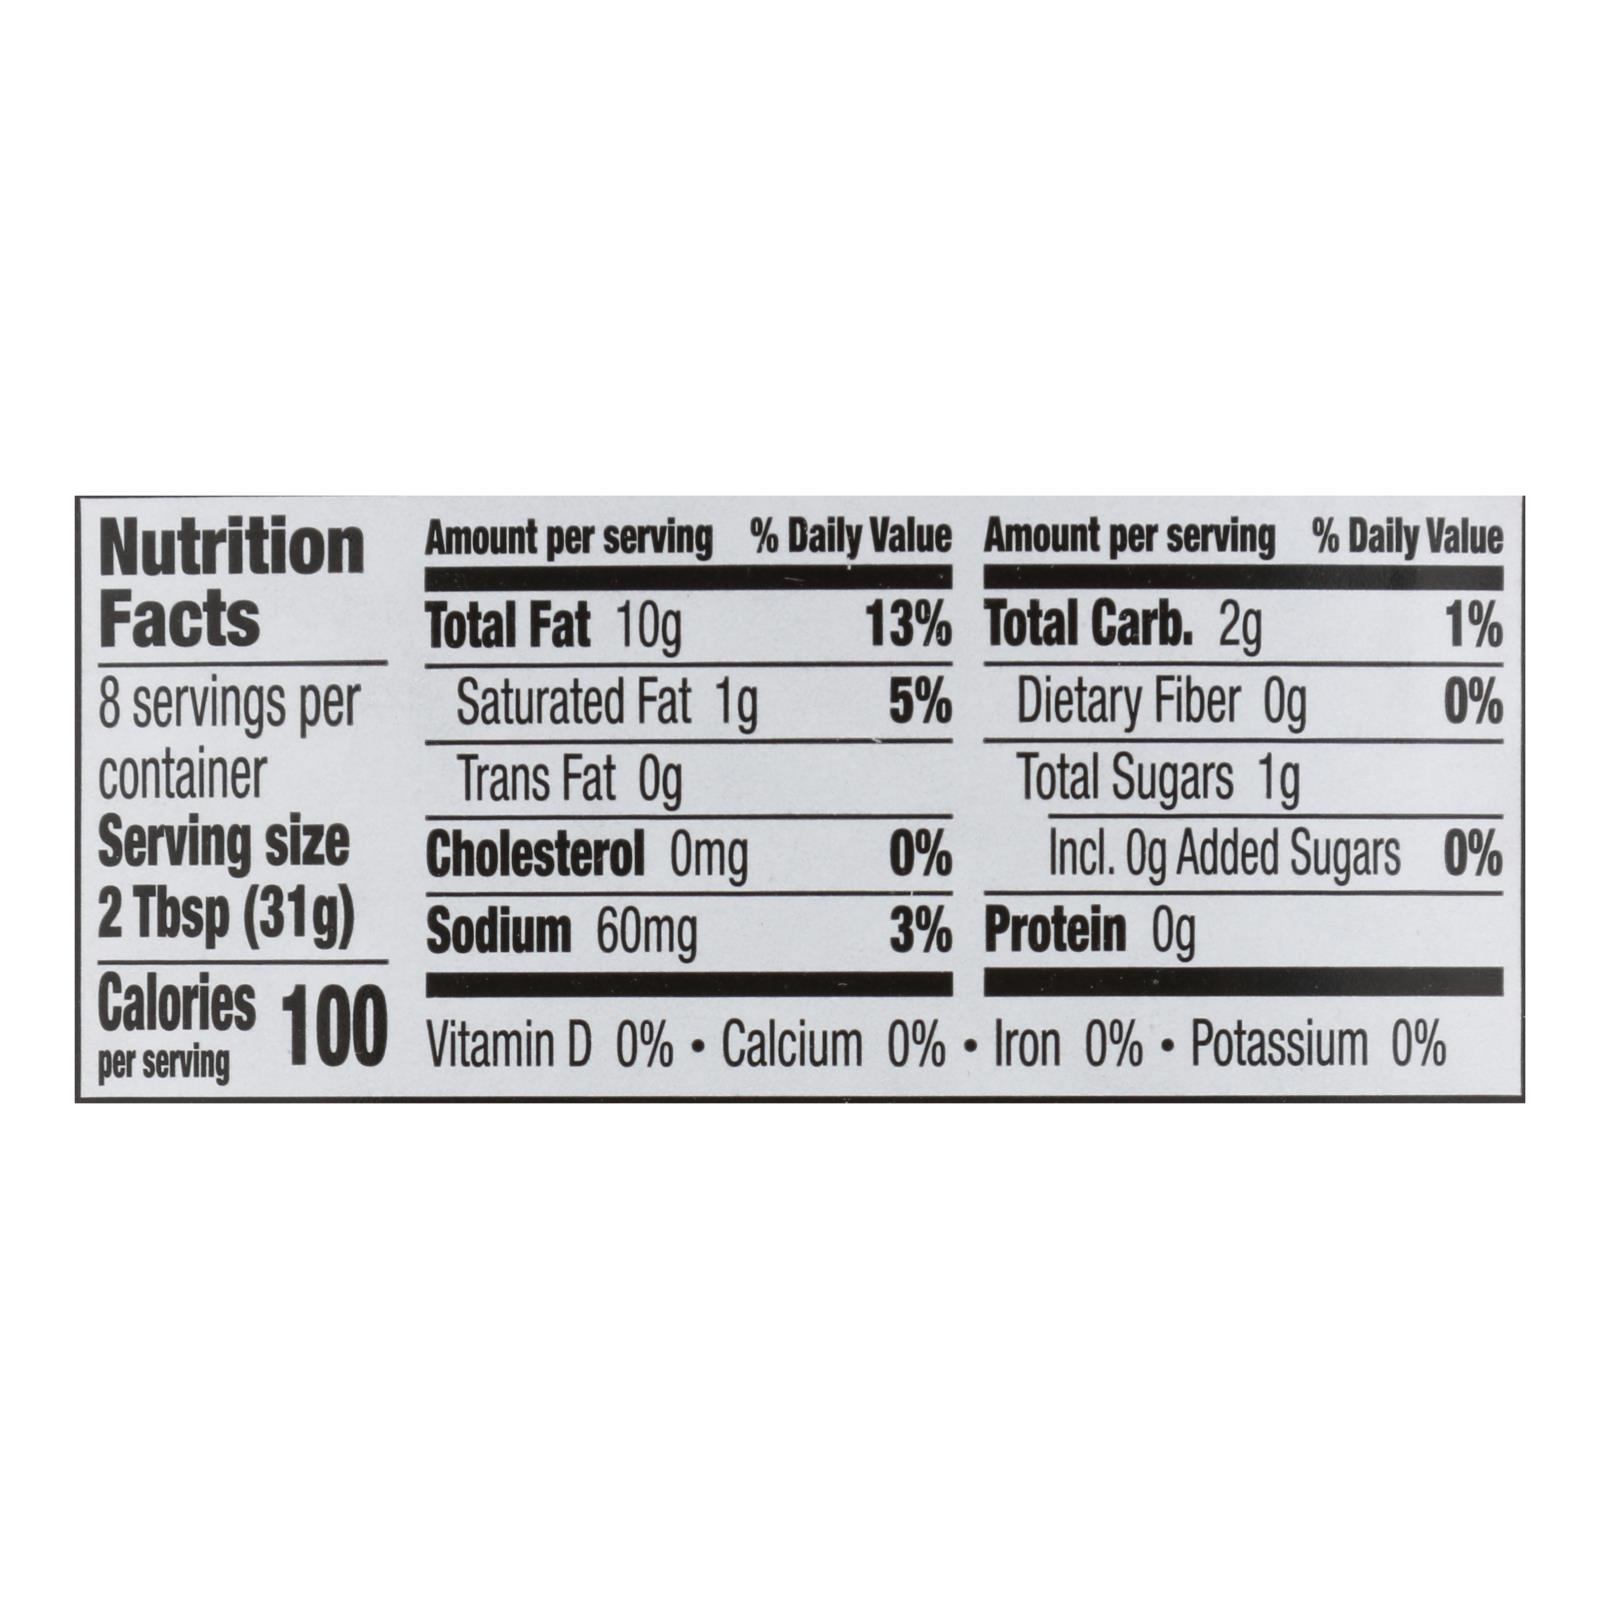 Nutrition
Facts
8 servings per
container
Serving size
2 Tbsp (31g)
Calories 100
per serving
Amount per serving % Daily Value
Total Fat 10g 13%
Saturated Fat 1g 5%
Trans Fat 0g
Cholesterol 0mg 0%
Sodium 60mg 3%
Amount per serving % Daily Value
Total Carb. 2g 1%
Dietary Fiber 0g 0%
Total Sugars 1g
Incl. 0g Added Sugars 0%
Protein 0g
Vitamin D 0% • Calcium 0% • Iron 0% • Potassium 0%